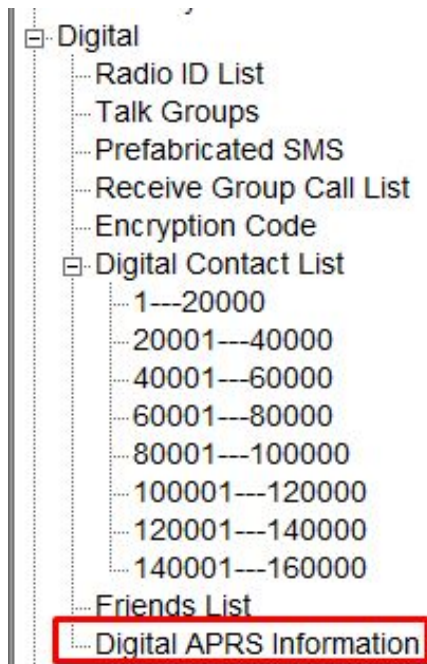 Digital
Radio ID List
Talk Groups
Prefabricated SMS
Receive Group Call List
Encryption Code
Digital Contact List
1---20000
20001---40000
40001---60000
60001---80000
80001---100000
100001---120000
120001---140000
140001---160000
Friends List
Digital APRS Information